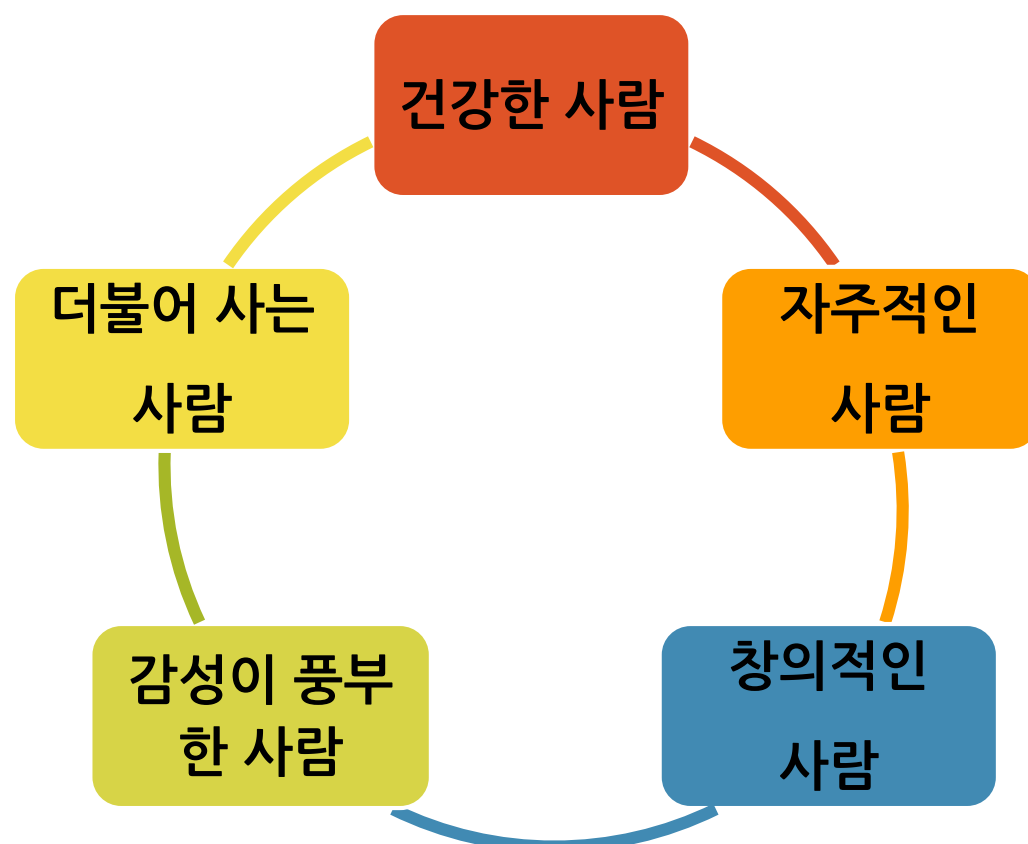 건강한 사람
자주적인
사람
창의적인
사람
감성이 풍부
한 사람
더불어 사는
사람